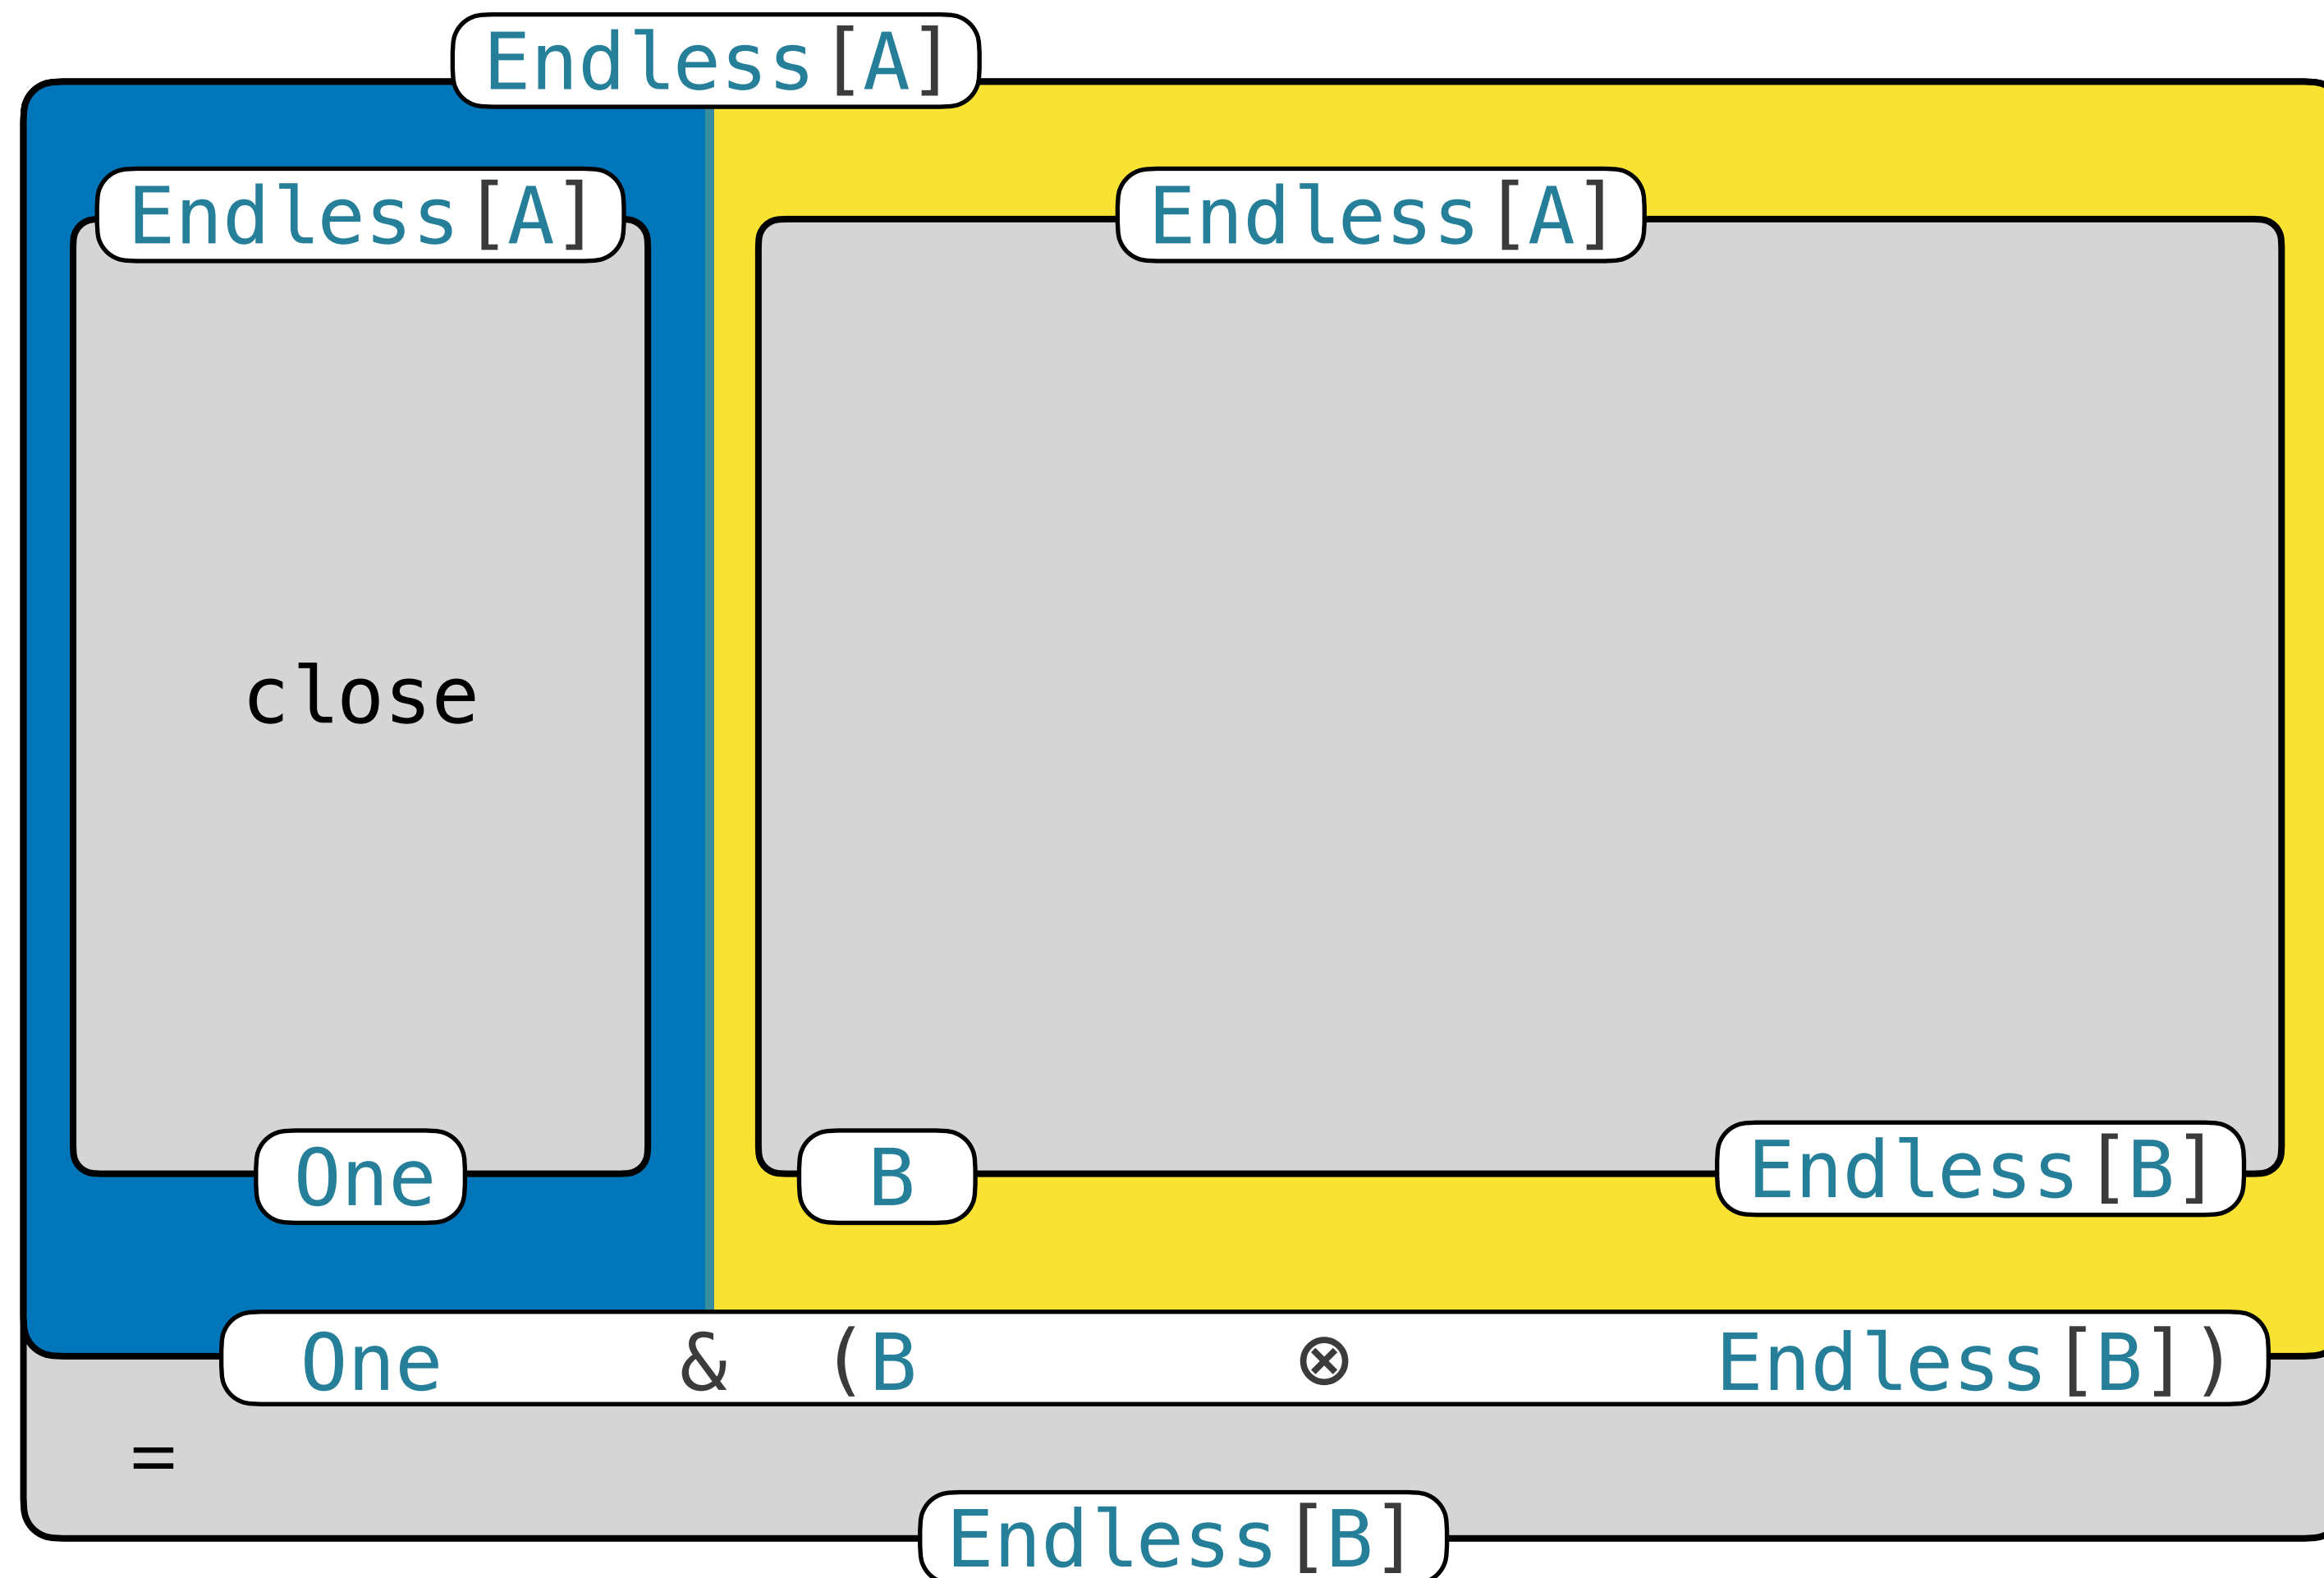 Endless[A]
Endless[A] Endless[A]
close
One B Endless[B]
One & (B ⊗ Endless[B])
=
Endless[B]